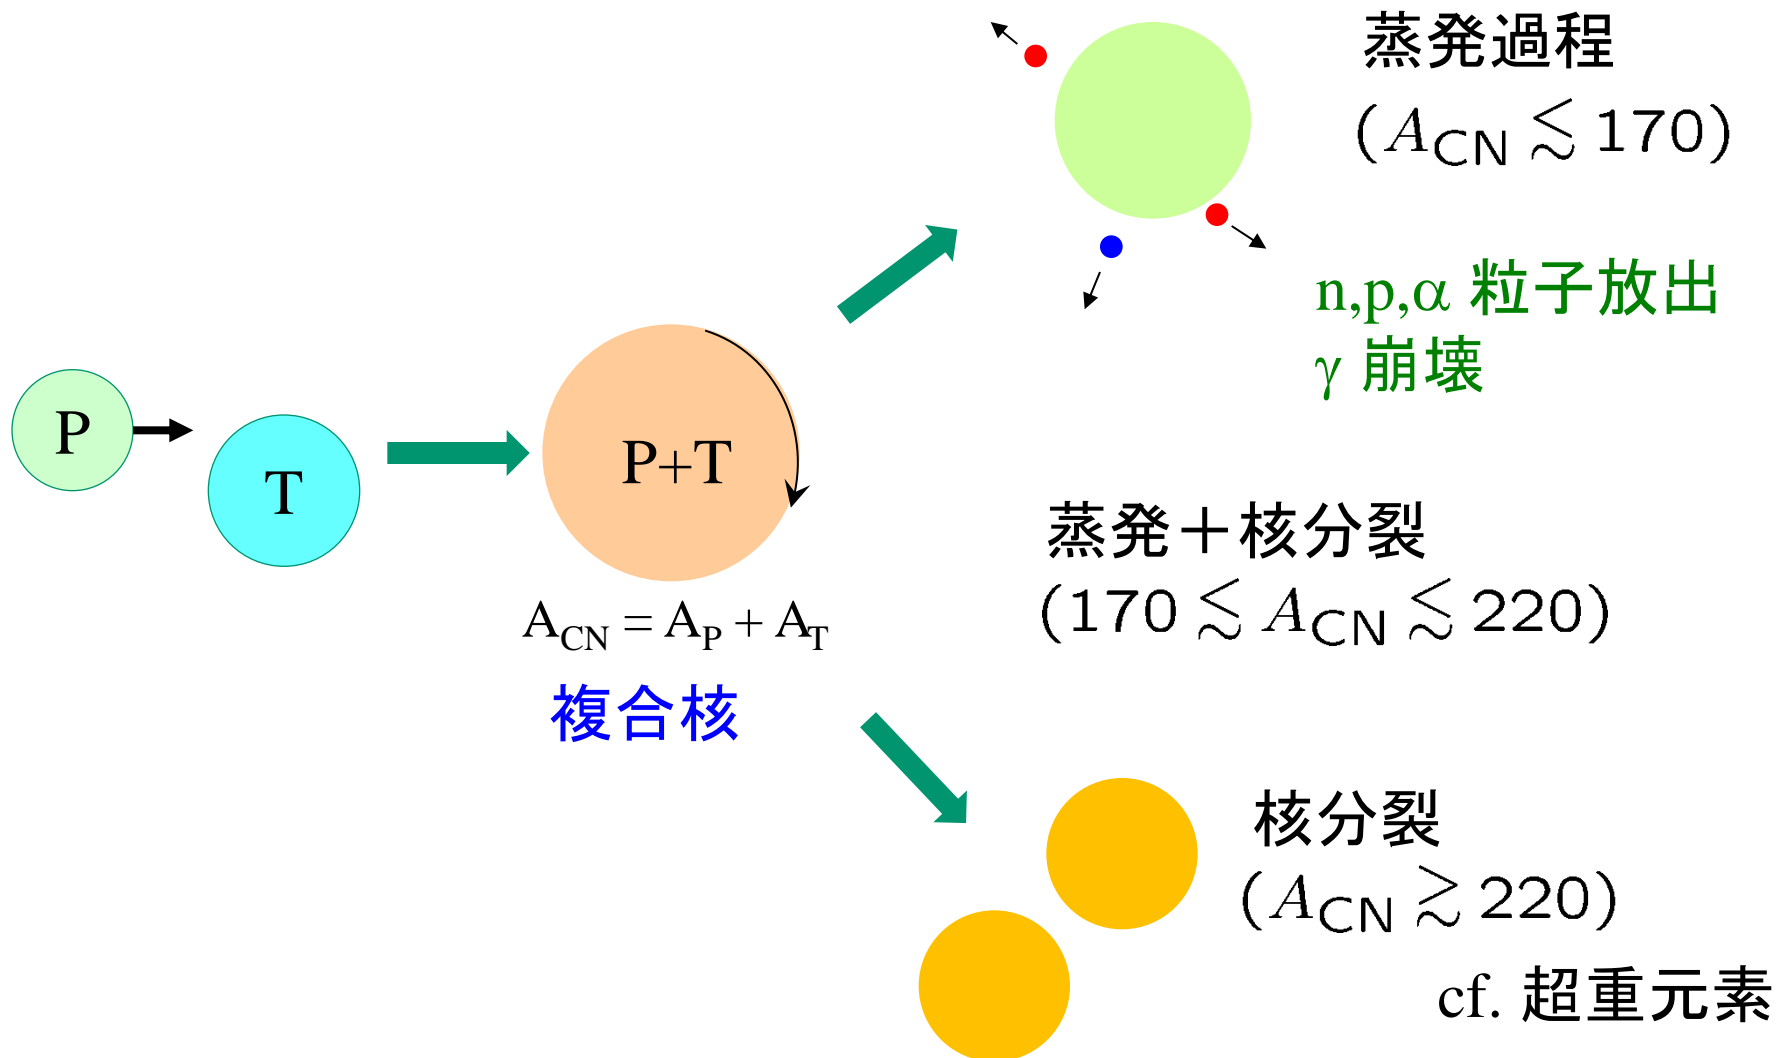 蒸発過程
(A_CN ≲ 170)
n,p,α 粒子放出
γ 崩壊
P
T
P+T
A_CN = A_P + A_T
複合核
蒸発＋核分裂
(170 ≲ A_CN ≲ 220)
核分裂
(A_CN ≳ 220)
cf. 超重元素